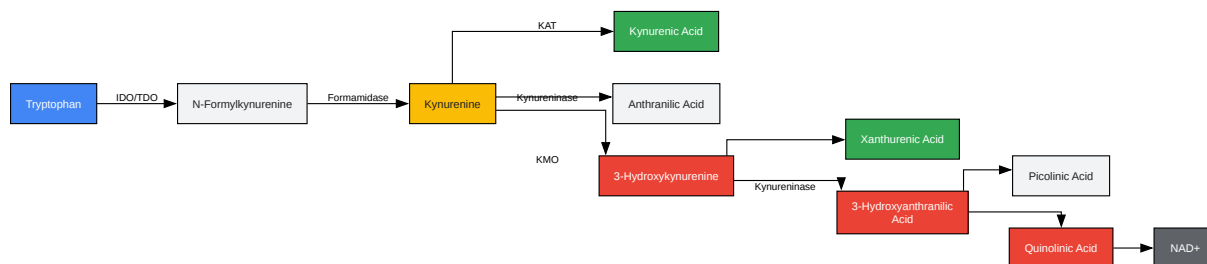 KAT
Kynurenic Acid
Tryptophan
IDO/TDO
N-Formylkynurenine
Formamidase
Kynurenine
Kynureninase
Anthranilic Acid
KMO
3-Hydroxykynurenine
Xanthurenic Acid
Kynureninase
3-Hydroxyanthranilic
Acid
Picolinic Acid
Quinolinic Acid
NAD+